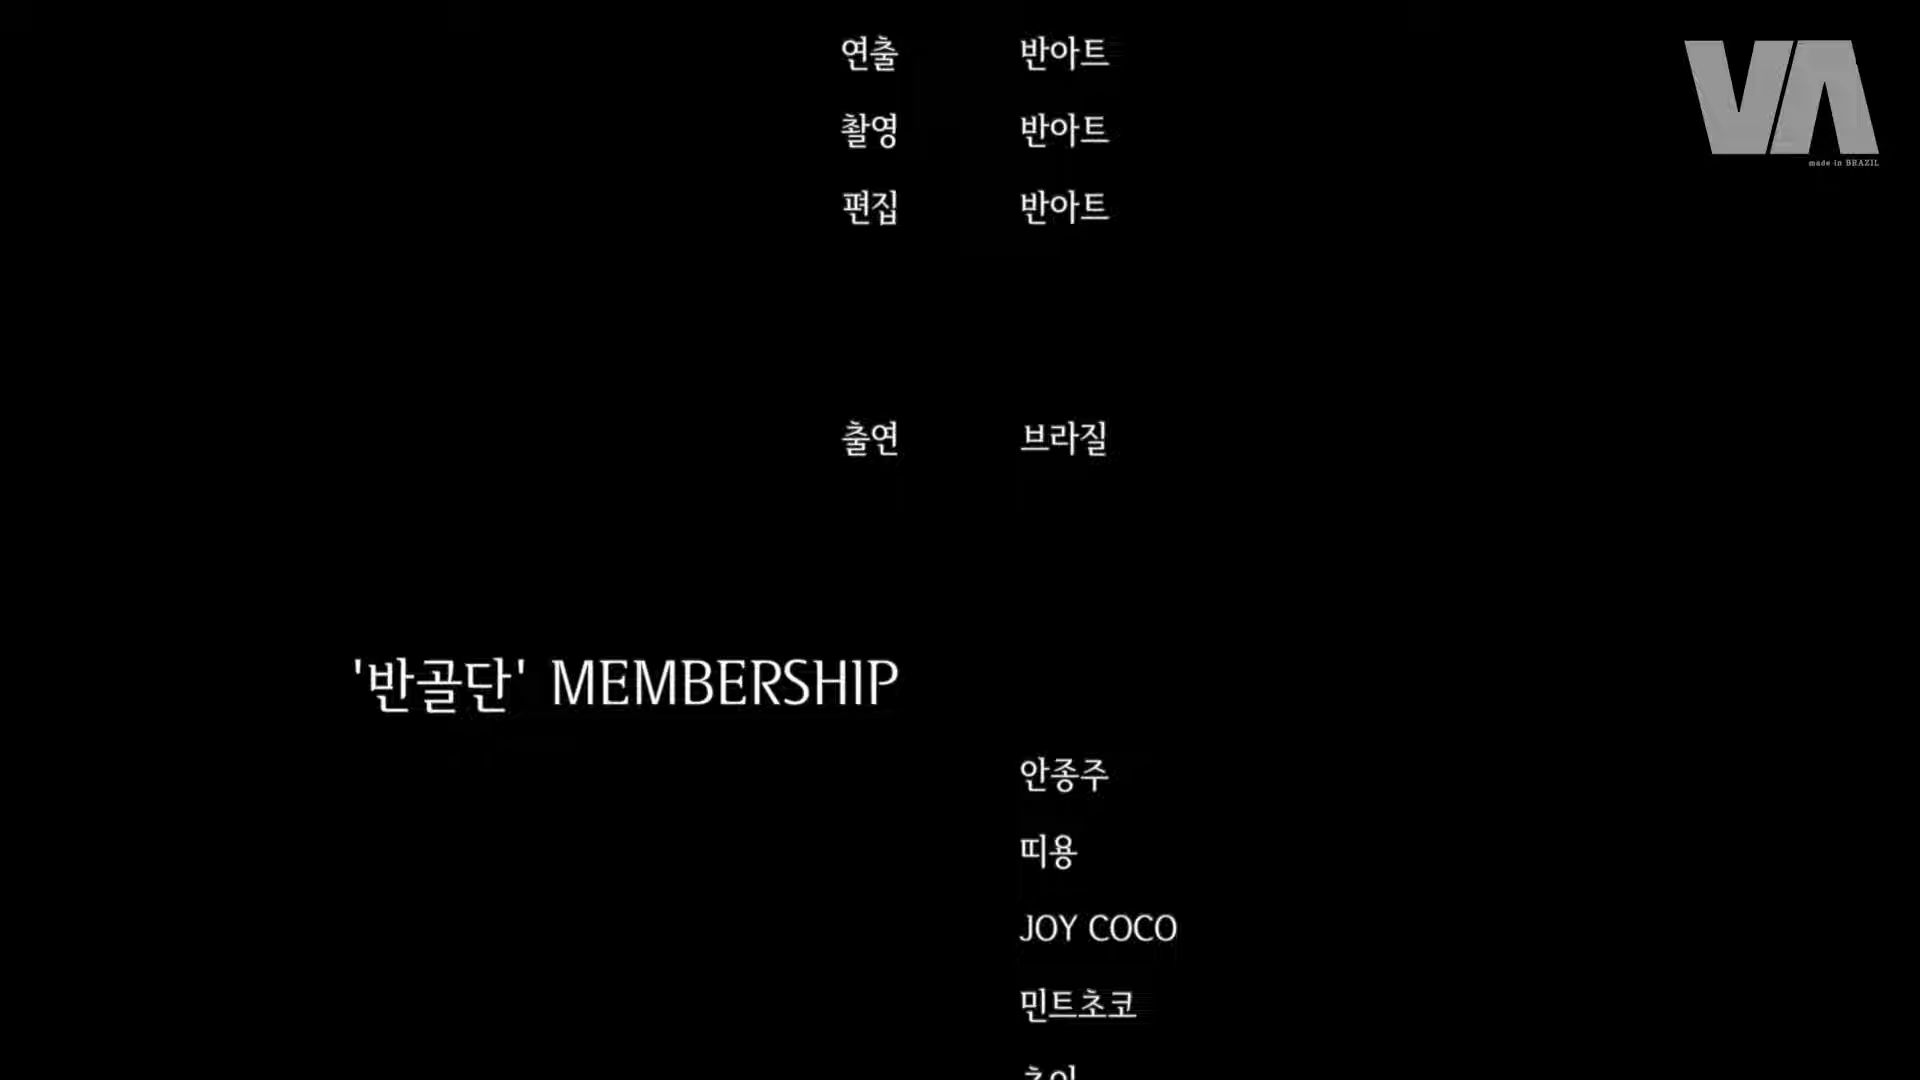 연출 반아트
VA
made in BRAZIL
촬영 반아트
편집 반아트
출연 브라질
'반골단' MEMBERSHIP
안종주
띠용
JOY COCO
민트초코